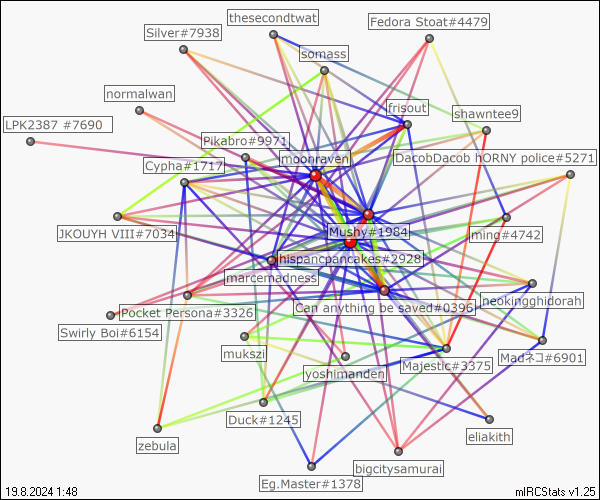 thesecondtwat
Fedora Stoat#4479
Silver#7938
somass
normalwan
frisout
shawntee9
LPK2387 #7690
Pikabro#9971
moonraven
DacobDacob hORNY police#5271
Cypha#1717
JKOUYH VIII#7034
Mushy#1984
ming#4742
hispancpancakes#2928
marcemadness
neokingghidorah
Can anything be saved#0396
Pocket Persona#3326
Swirly Boi#6154
mukszi
yoshimanden
Majestic#3375
Madネコ#6901
Duck#1245
zebula
eliakith
bigcitysamurai
Eg.Master#1378
19.8.2024 1:48
mIRCStats v1.25